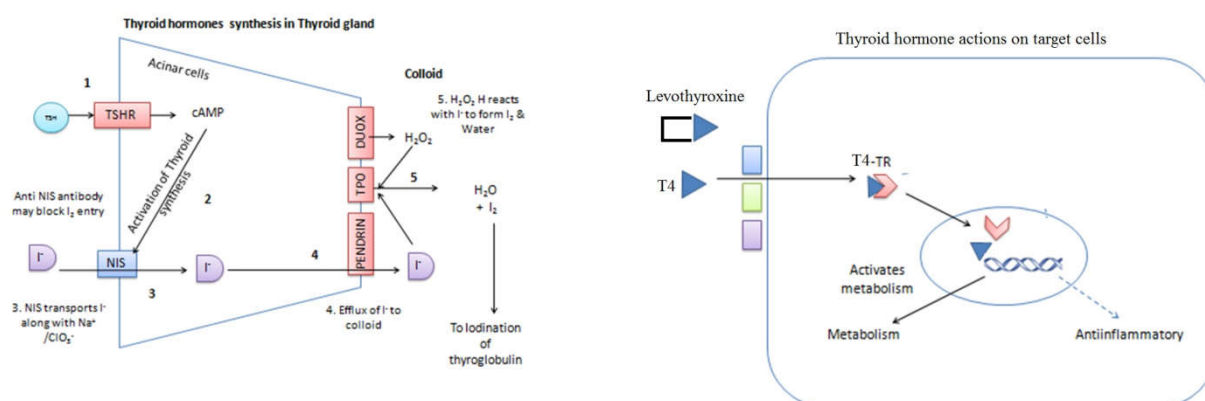 Thyroid hormones synthesis in Thyroid gland
Acinar cells
1
TSH
TSHR
cAMP
Colloid
5. H₂O₂ H reacts
with I⁻ to form I₂ &
Water
DUOX
H₂O₂
Activation of Thyroid
synthesis
2
TPO
5
H₂O
+ I₂
Anti NIS antibody
may block I₂ entry
PENDRIN
I⁻
NIS
I⁻
4
I⁻
3
3. NIS transports I⁻
along with Na⁺
/ClO₃⁻
4. Efflux of I⁻ to
colloid
To Iodination
of
thyroglobulin
Thyroid hormone actions on target cells
Levothyroxine
T4
T4-TR
Activates
metabolism
Metabolism
Antiinflammatory